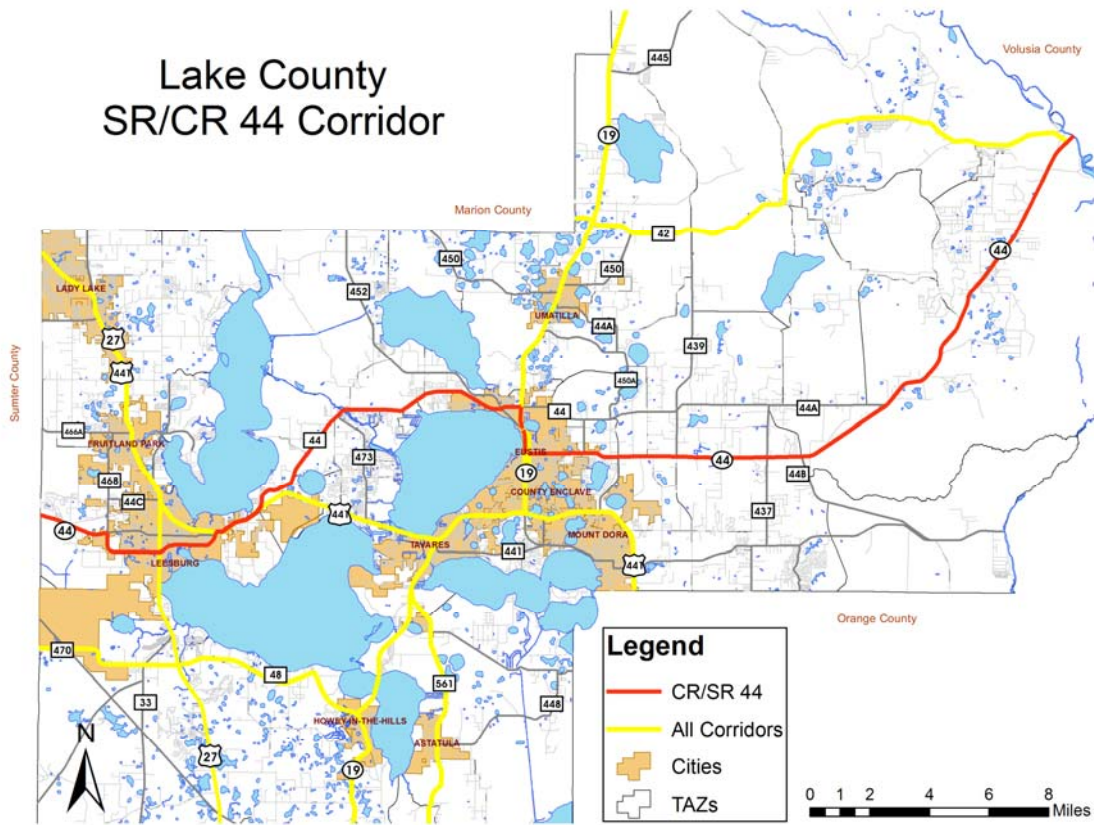 Lake County
SR/CR 44 Corridor
Volusia County
445
19
Marion County
42
44
450
450
LADY LAKE
452
UMATILLA
27
441
44A
439
Sumter County
450A
44
44A
466A
FRUITLAND PARK
44
473
EUSTIS
44
19
44B
468
COUNTY ENCLAVE
44C
441
437
44
MOUNT DORA
TAVARES
441
LEESBURG
441
Orange County
470
48
561
33
448
HOWEY-IN-THE-HILLS
ASTATULA
N
27
19
Legend
CR/SR 44
All Corridors
Cities
TAZs
0 1 2 4 6 8
Miles